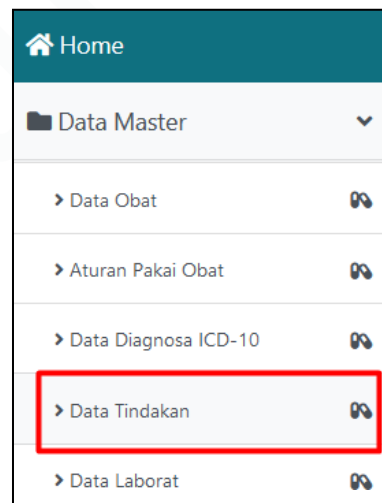 Home
Data Master
Data Obat
Aturan Pakai Obat
Data Diagnosa ICD-10
Data Tindakan
Data Laborat